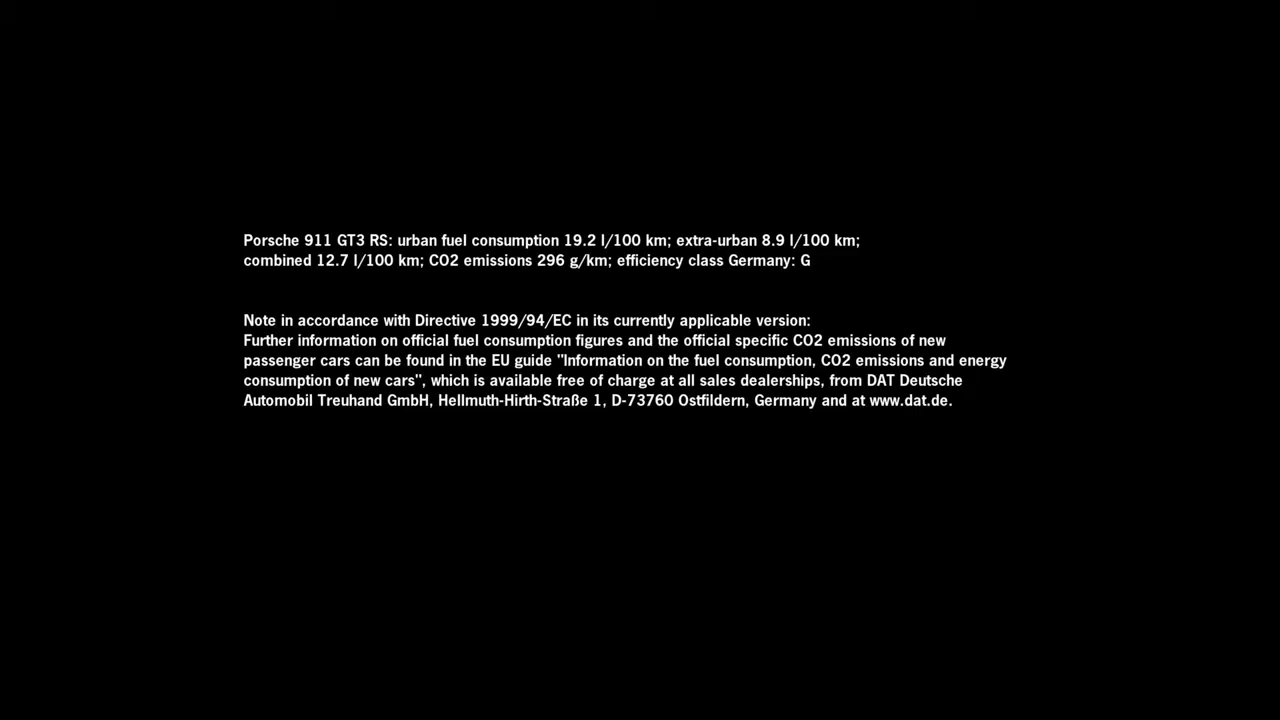 Porsche 911 GT3 RS: urban fuel consumption 19.2 l/100 km; extra-urban 8.9 l/100 km;
combined 12.7 l/100 km; CO2 emissions 296 g/km; efficiency class Germany: G
Note in accordance with Directive 1999/94/EC in its currently applicable version:
Further information on official fuel consumption figures and the official specific CO2 emissions of new
passenger cars can be found in the EU guide "Information on the fuel consumption, CO2 emissions and energy
consumption of new cars", which is available free of charge at all sales dealerships, from DAT Deutsche
Automobil Treuhand GmbH, Hellmuth-Hirth-Straße 1, D-73760 Ostfildern, Germany and at www.dat.de.